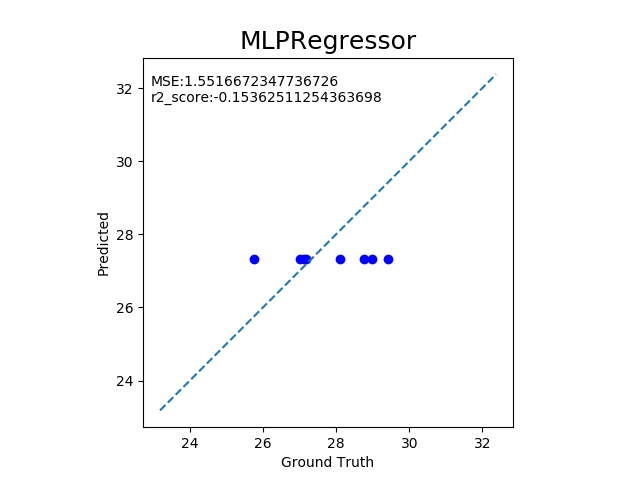 MLPRegressor
MSE:1.5516672347736726
r2_score:-0.15362511254363698
32
30
28
26
24
Predicted
24 26 28 30 32
Ground Truth